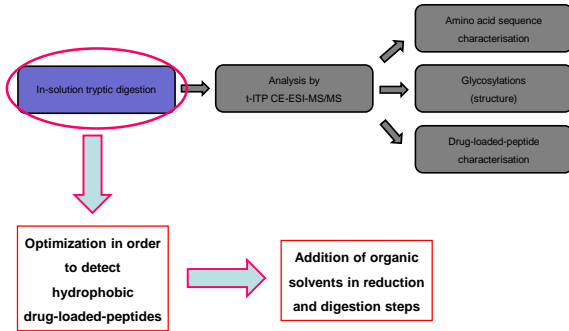 Amino acid sequence
characterisation
In-solution tryptic digestion
Analysis by
t-ITP CE-ESI-MS/MS
Glycosylations
(structure)
Drug-loaded-peptide
characterisation
Optimization in order
to detect
hydrophobic
drug-loaded-peptides
Addition of organic
solvents in reduction
and digestion steps